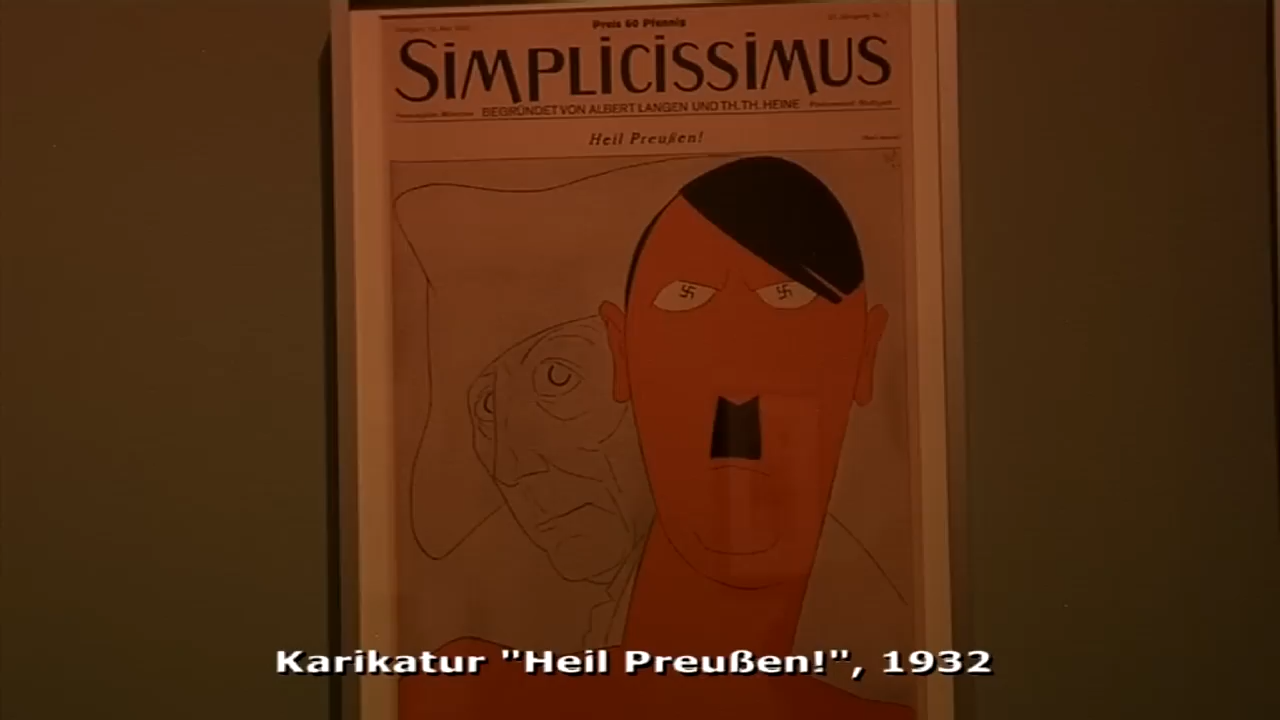 Preis 60 Pfennig
SiMPLiCiSSiMUS
BEGRÜNDET VON ALBERT LANGEN UND TH. TH. HEINE
Heil Preußen!
Karikatur "Heil Preußen!", 1932